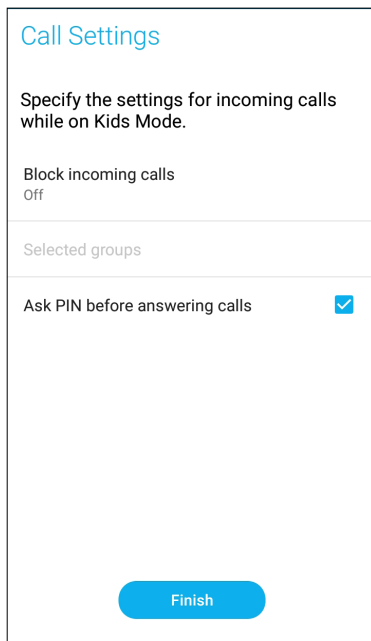 Call Settings
Specify the settings for incoming calls
while on Kids Mode.
Block incoming calls
Off
Selected groups
Ask PIN before answering calls
Finish